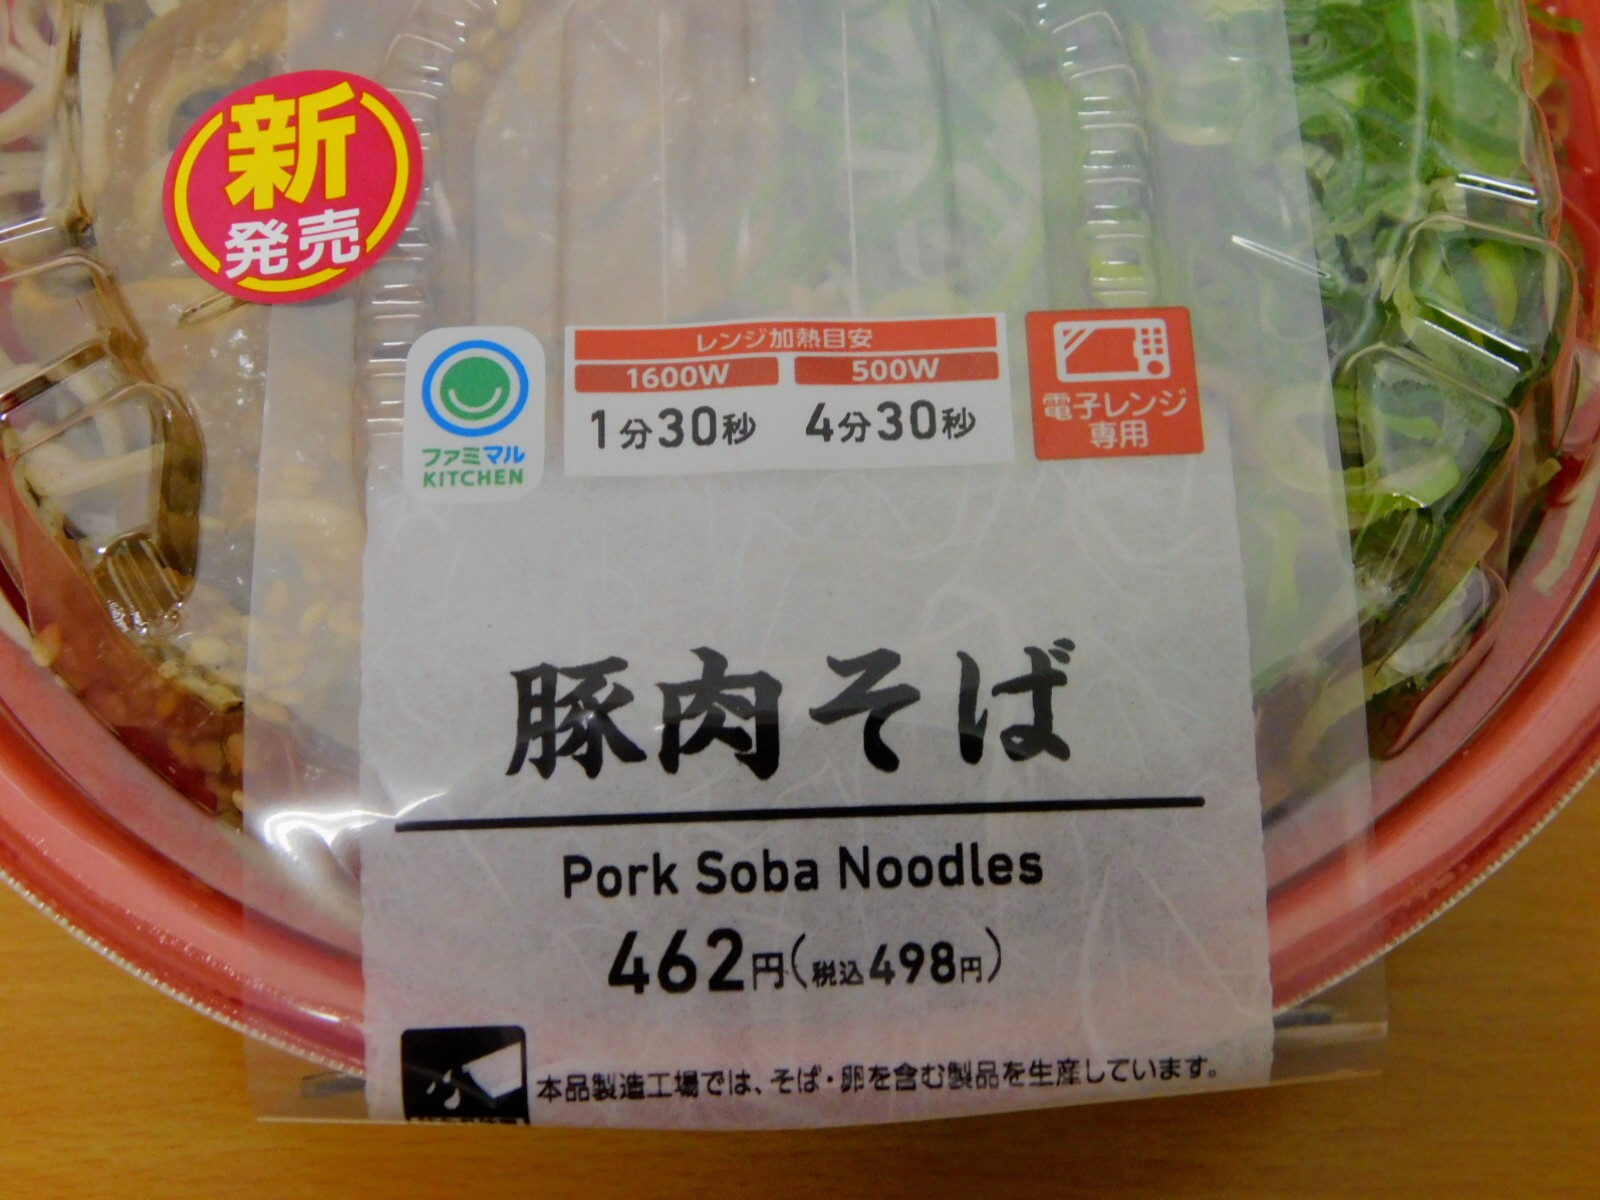 新
発売
ファミマル
KITCHEN
レンジ加熱目安
1600W 500W
1分30秒 4分30秒
電子レンジ
専用
豚肉そば
Pork Soba Noodles
462円(税込498円)
本品製造工場では、そば・卵を含む製品を生産しています。